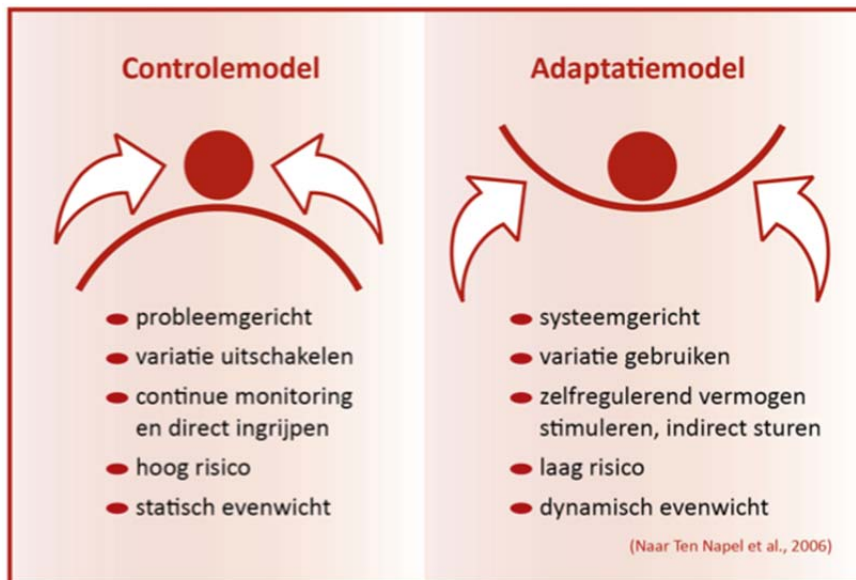 Controlemodel
probleemgericht
variatie uitschakelen
continue monitoring
en direct ingrijpen
hoog risico
statisch evenwicht
Adaptatiemodel
systeemgericht
variatie gebruiken
zelfregulerend vermogen
stimuleren, indirect sturen
laag risico
dynamisch evenwicht
(Naar Ten Napel et al., 2006)